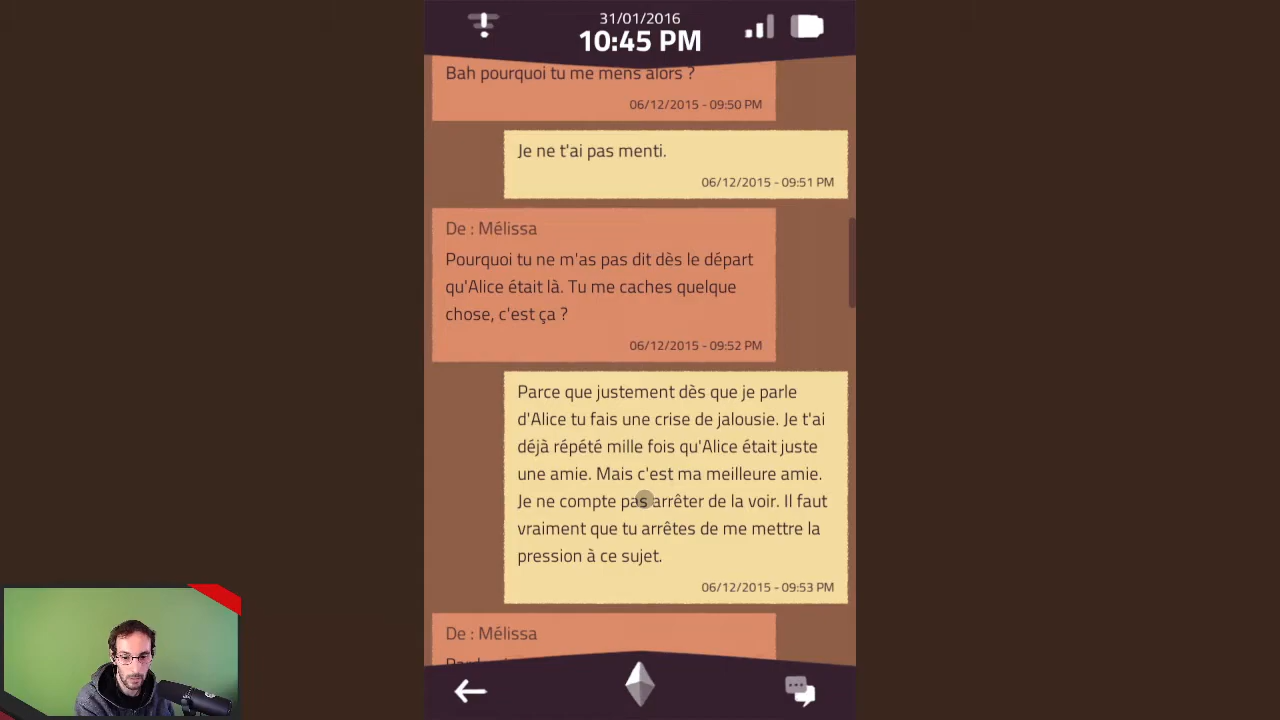 31/01/2016
10:45 PM
Bah pourquoi tu me mens alors ?
06/12/2015 - 09:50 PM
Je ne t'ai pas menti.
06/12/2015 - 09:51 PM
De : Mélissa
Pourquoi tu ne m'as pas dit dès le départ
qu'Alice était là. Tu me caches quelque
chose, c'est ça ?
06/12/2015 - 09:52 PM
Parce que justement dès que je parle
d'Alice tu fais une crise de jalousie. Je t'ai
déjà répété mille fois qu'Alice était juste
une amie. Mais c'est ma meilleure amie.
Je ne compte pas arrêter de la voir. Il faut
vraiment que tu arrêtes de me mettre la
pression à ce sujet.
06/12/2015 - 09:53 PM
De : Mélissa